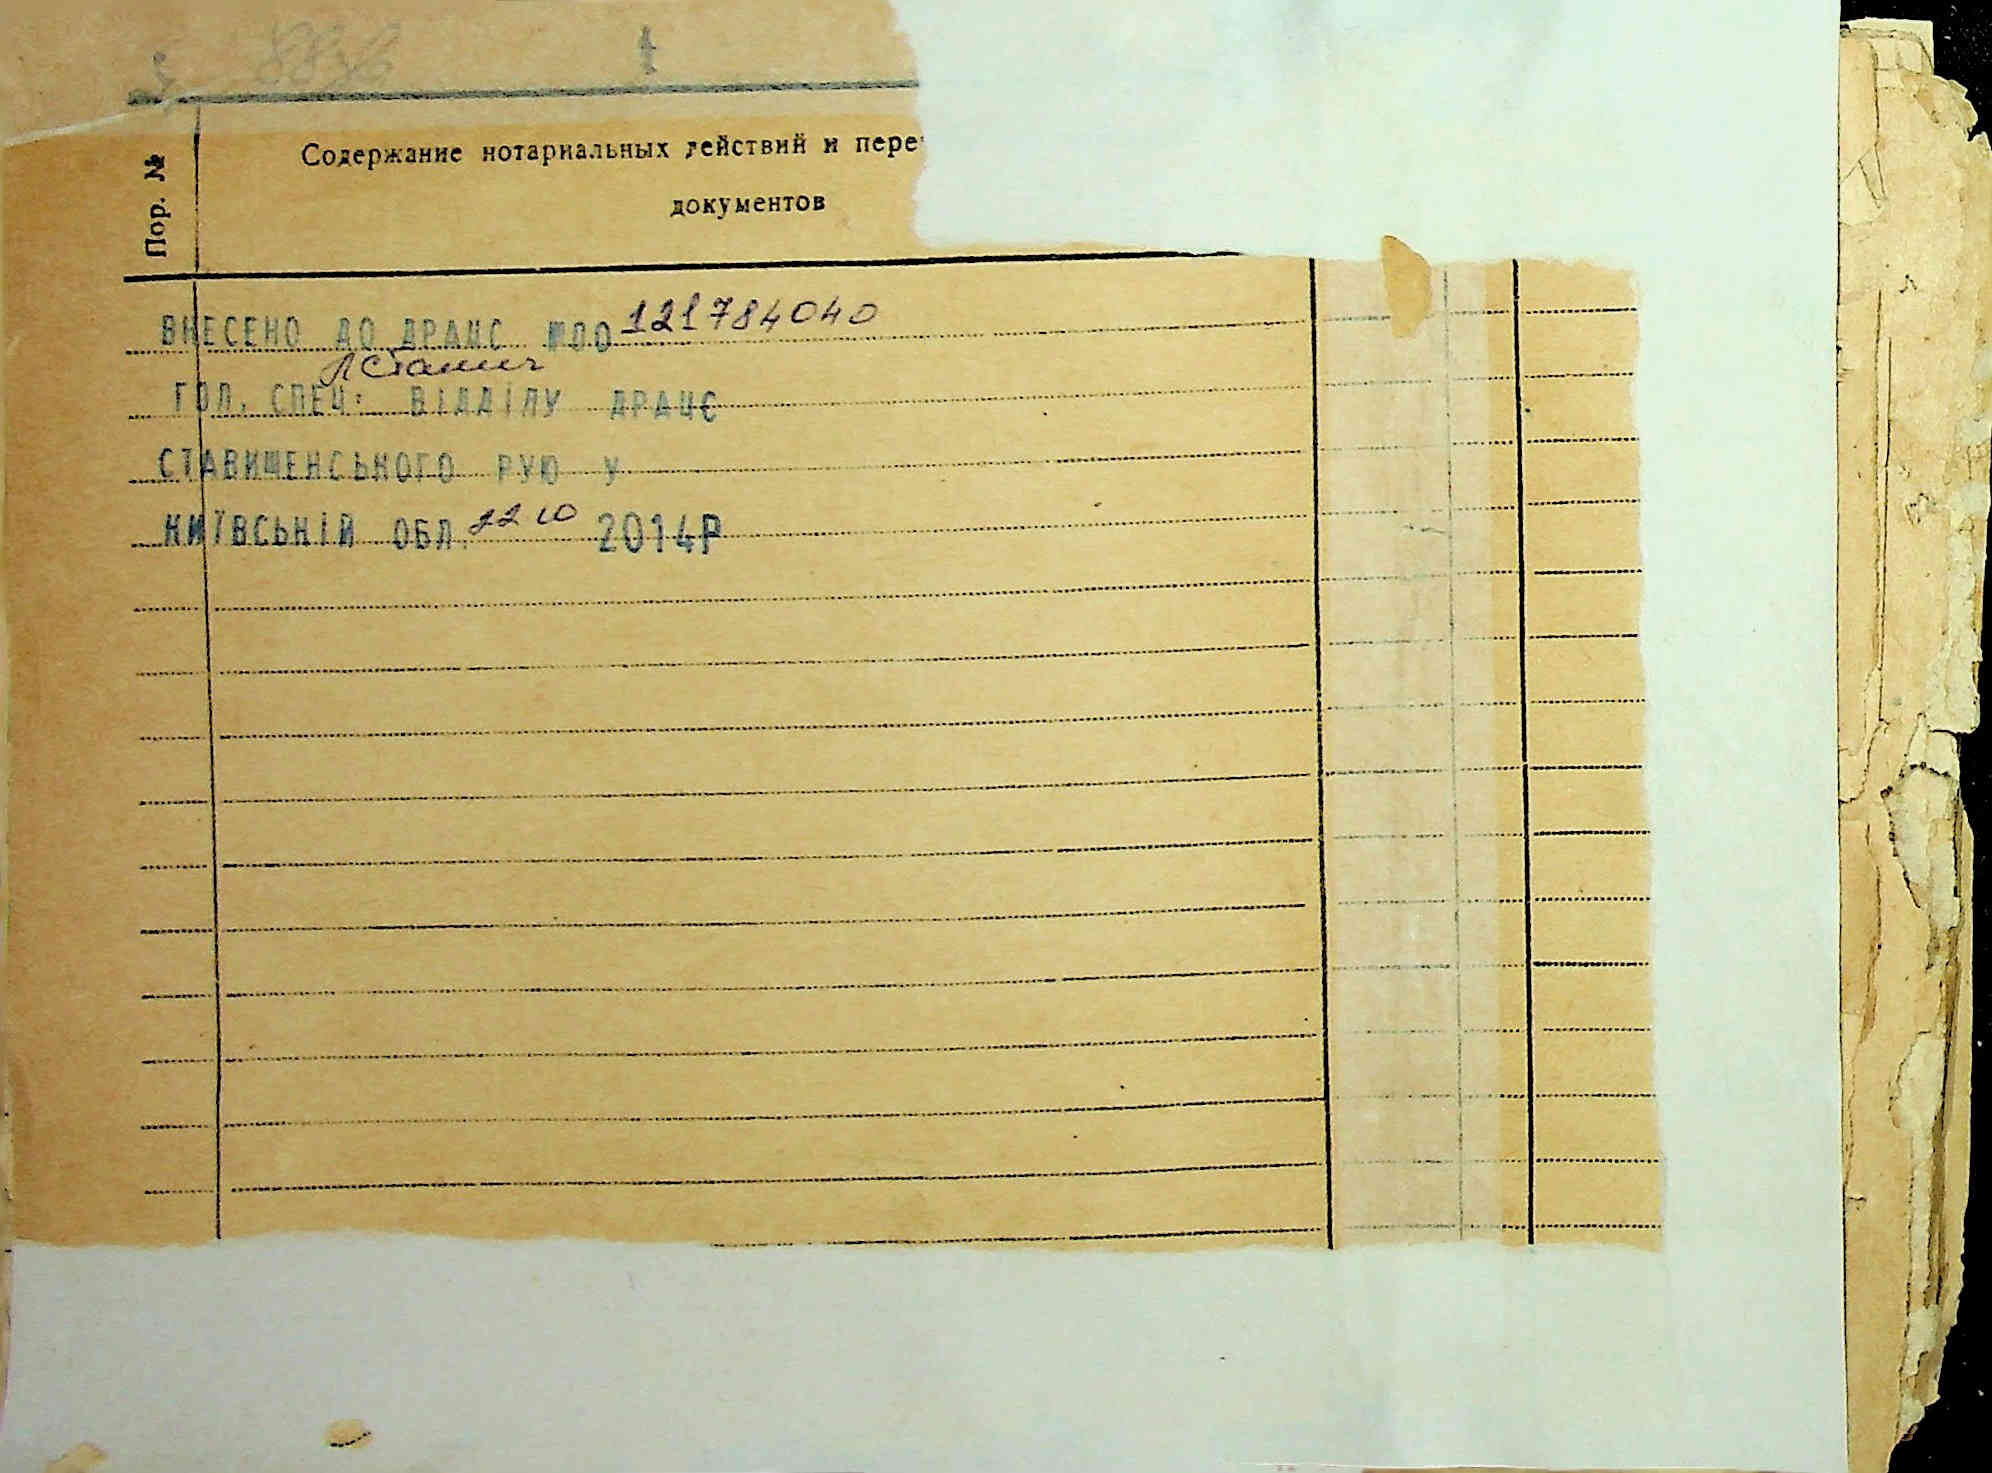 Пор. №
Содержание нотариальных действий и пере
документов
ВНЕСЕНО ДО ДРАЦС №00 121784040
ГОЛ. СПЕЦ. ВІДДІЛУ ДРАЦС
СТАВИЩЕНСЬКОГО РУЮ У
КИЇВСЬКІЙ ОБЛ. 22 10 2014Р